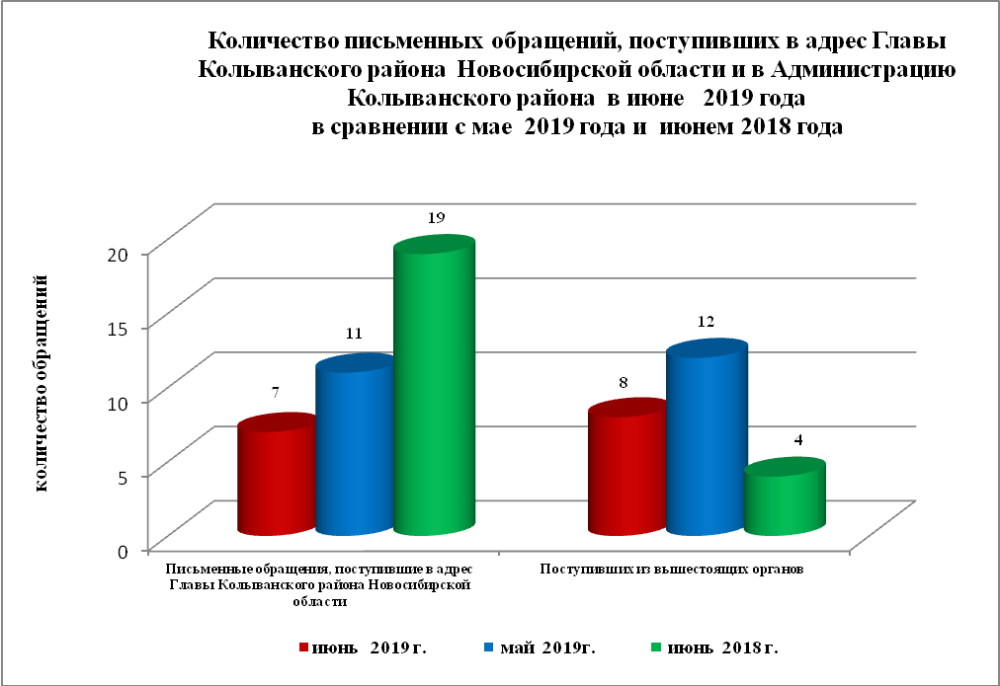 Количество письменных обращений, поступивших в адрес Главы
Колыванского района Новосибирской области и в Администрацию
Колыванского района в июне 2019 года
в сравнении с мае 2019 года и июнем 2018 года
количество обращений
20
15
10
5
0
7
11
19
8
12
4
Письменные обращения, поступившие в адрес
Главы Колыванского района Новосибирской
области
Поступивших из вышестоящих органов
июнь 2019 г.
май 2019г.
июнь 2018 г.